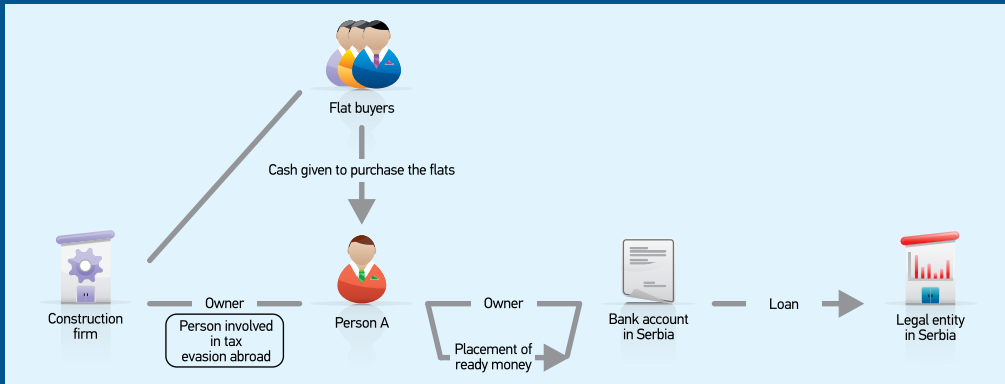 Flat buyers
Cash given to purchase the flats
Construction
firm
Owner
Person involved
in tax
evasion abroad
Person A
Owner
Placement of
ready money
Bank account
in Serbia
Loan
Legal entity
in Serbia